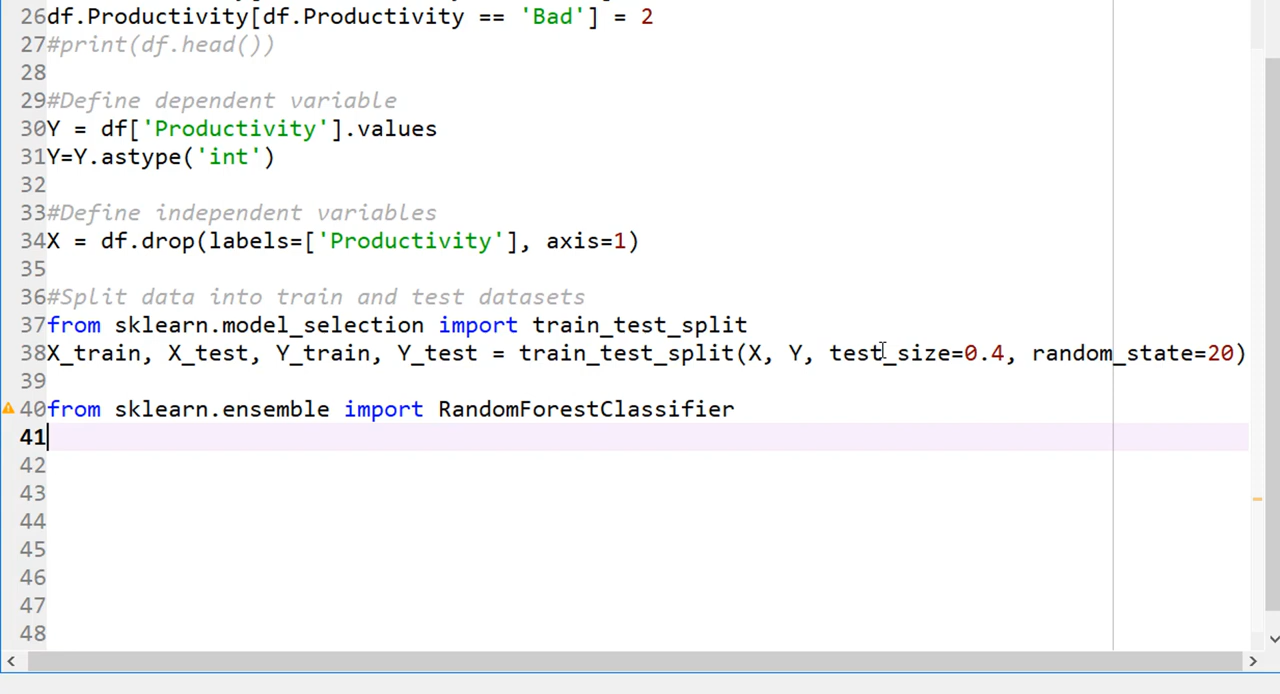 26df.Productivity[df.Productivity == 'Bad'] = 2
27#print(df.head())
28
29#Define dependent variable
30Y = df['Productivity'].values
31Y=Y.astype('int')
32
33#Define independent variables
34X = df.drop(labels=['Productivity'], axis=1)
35
36#Split data into train and test datasets
37from sklearn.model_selection import train_test_split
38X_train, X_test, Y_train, Y_test = train_test_split(X, Y, test_size=0.4, random_state=20)
39
40from sklearn.ensemble import RandomForestClassifier
41
42
43
44
45
46
47
48